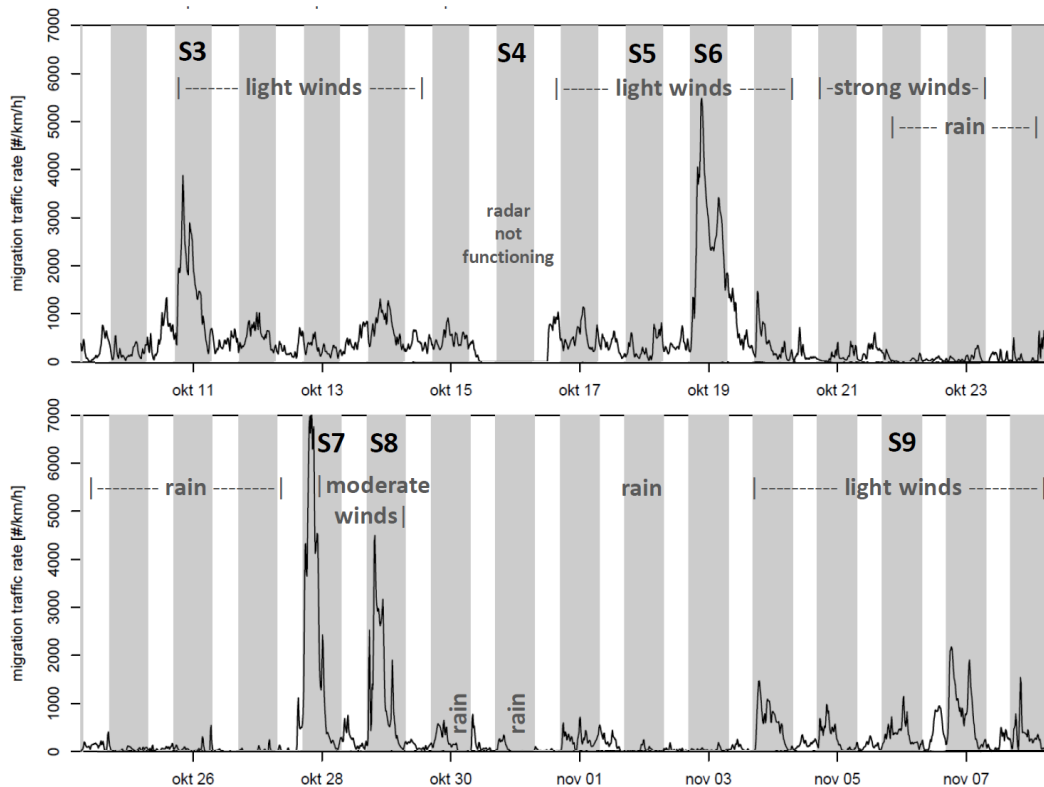 7000
6000
5000
4000
3000
2000
1000
0
migration traffic rate [#/km/h]
S3
S4
S5
S6
|------ light winds ------|
|------ light winds ------|
|-strong winds-|
|----- rain -----|
radar
not
functioning
okt 11
okt 13
okt 15
okt 17
okt 19
okt 21
okt 23
7000
6000
5000
4000
3000
2000
1000
0
migration traffic rate [#/km/h]
S7
S8
S9
|------ rain ------|
|moderate
winds|
rain
|------ light winds ------|
rain
rain
okt 26
okt 28
okt 30
nov 01
nov 03
nov 05
nov 07